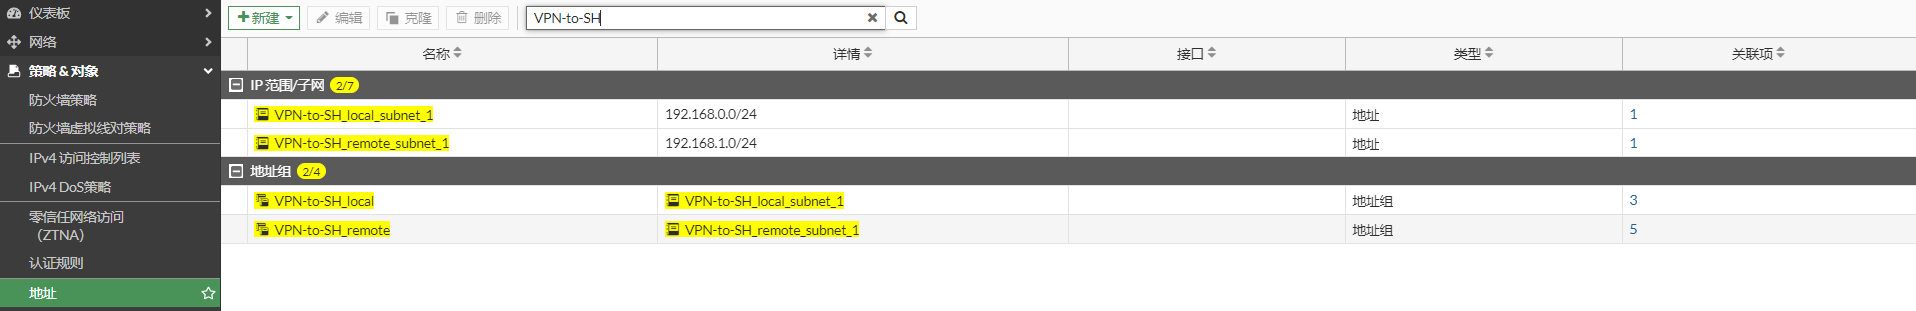 仪表板
网络
策略 & 对象
防火墙策略
防火墙虚拟线对策略
IPv4 访问控制列表
IPv4 DoS策略
零信任网络访问
（ZTNA）
认证规则
地址
新建 编辑 克隆 删除 VPN-to-SH
名称 详情 接口 类型 关联项
IP 范围/子网 2/7
VPN-to-SH_local_subnet_1 192.168.0.0/24 地址 1
VPN-to-SH_remote_subnet_1 192.168.1.0/24 地址 1
地址组 2/4
VPN-to-SH_local VPN-to-SH_local_subnet_1 地址组 3
VPN-to-SH_remote VPN-to-SH_remote_subnet_1 地址组 5